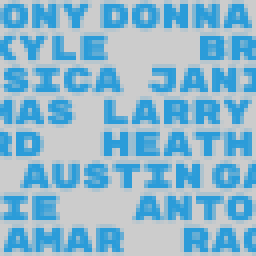 ONY DONNA
KYLE BR
SICA JANI
MAS LARRY
RD HEATH
AUSTIN GA
IE ANTO
AMAR RAC